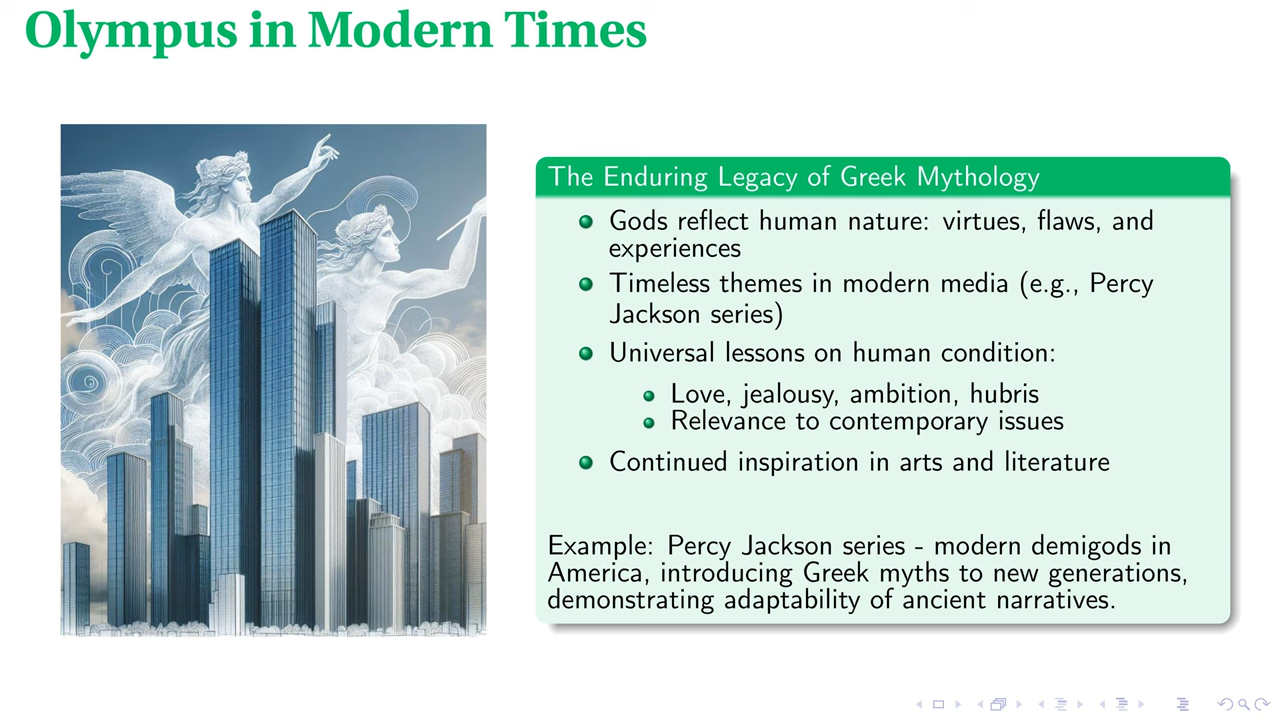 Olympus in Modern Times
The Enduring Legacy of Greek Mythology
Gods reflect human nature: virtues, flaws, and
experiences
Timeless themes in modern media (e.g., Percy
Jackson series)
Universal lessons on human condition:
Love, jealousy, ambition, hubris
Relevance to contemporary issues
Continued inspiration in arts and literature
Example: Percy Jackson series - modern demigods in
America, introducing Greek myths to new generations,
demonstrating adaptability of ancient narratives.